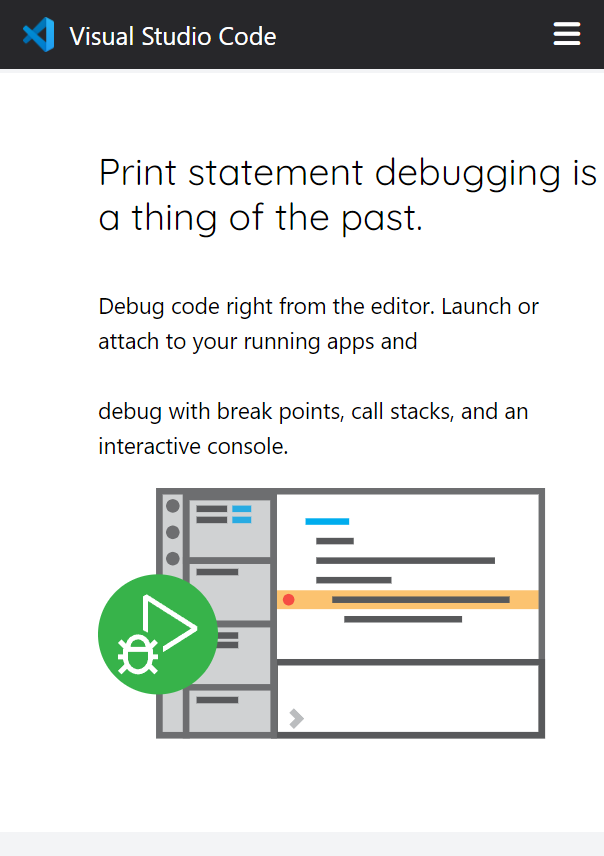 Visual Studio Code
Print statement debugging is
a thing of the past.
Debug code right from the editor. Launch or
attach to your running apps and
debug with break points, call stacks, and an
interactive console.